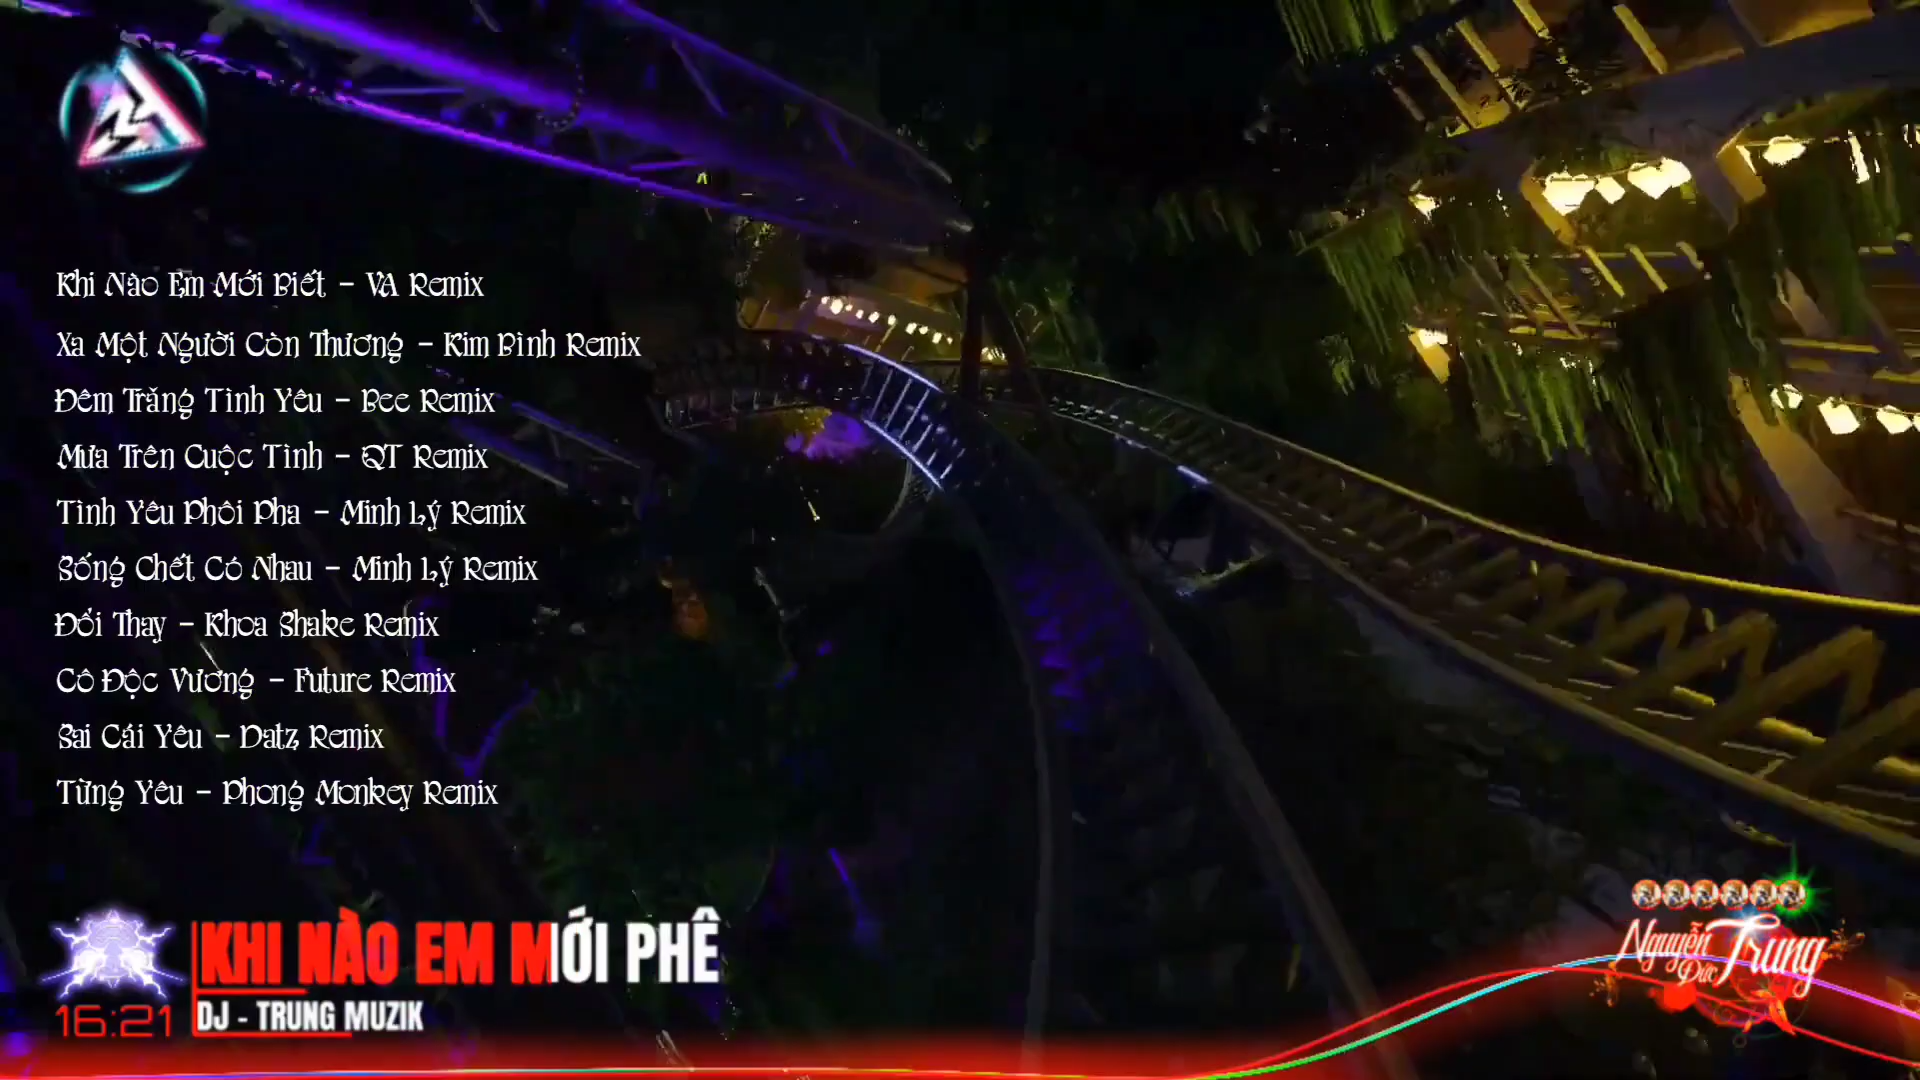 Khi Nào Em Mới Biết - VA Remix
Xa Một Người Còn Thương - Kim Bình Remix
Đêm Trắng Tình Yêu - Bee Remix
Mưa Trên Cuộc Tình - QT Remix
Tình Yêu Phôi Pha - Minh Lý Remix
Sống Chết Có Nhau - Minh Lý Remix
Đổi Thay - Khoa Shake Remix
Cô Độc Vương - Future Remix
Sai Cái Yêu - Datz Remix
Từng Yêu - Phong Monkey Remix
KHI NÀO EM MỚI PHÊ
DJ - TRUNG MUZIK
16:21
Nguyễn Đức Trung